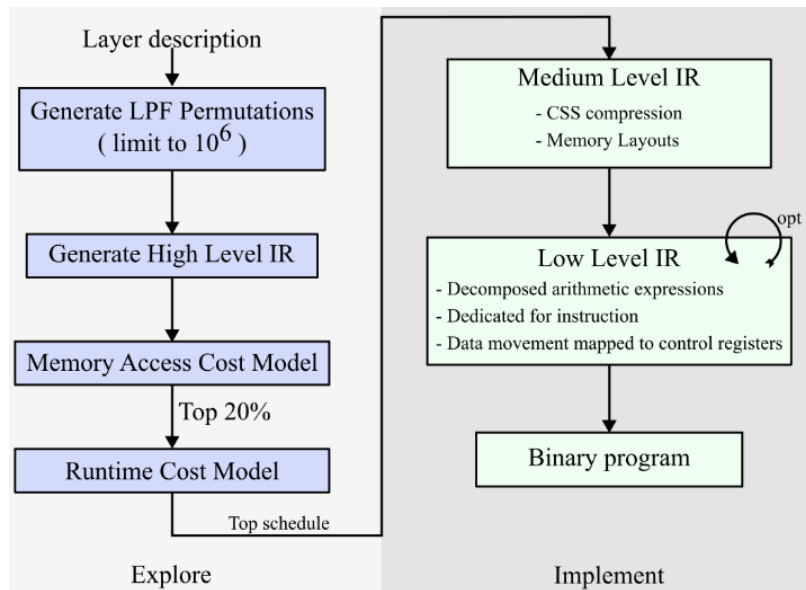 Layer description
Generate LPF Permutations
( limit to 10^6 )
Generate High Level IR
Memory Access Cost Model
Top 20%
Runtime Cost Model
Top schedule
Explore
Medium Level IR
- CSS compression
- Memory Layouts
opt
Low Level IR
- Decomposed arithmetic expressions
- Dedicated for instruction
- Data movement mapped to control registers
Binary program
Implement